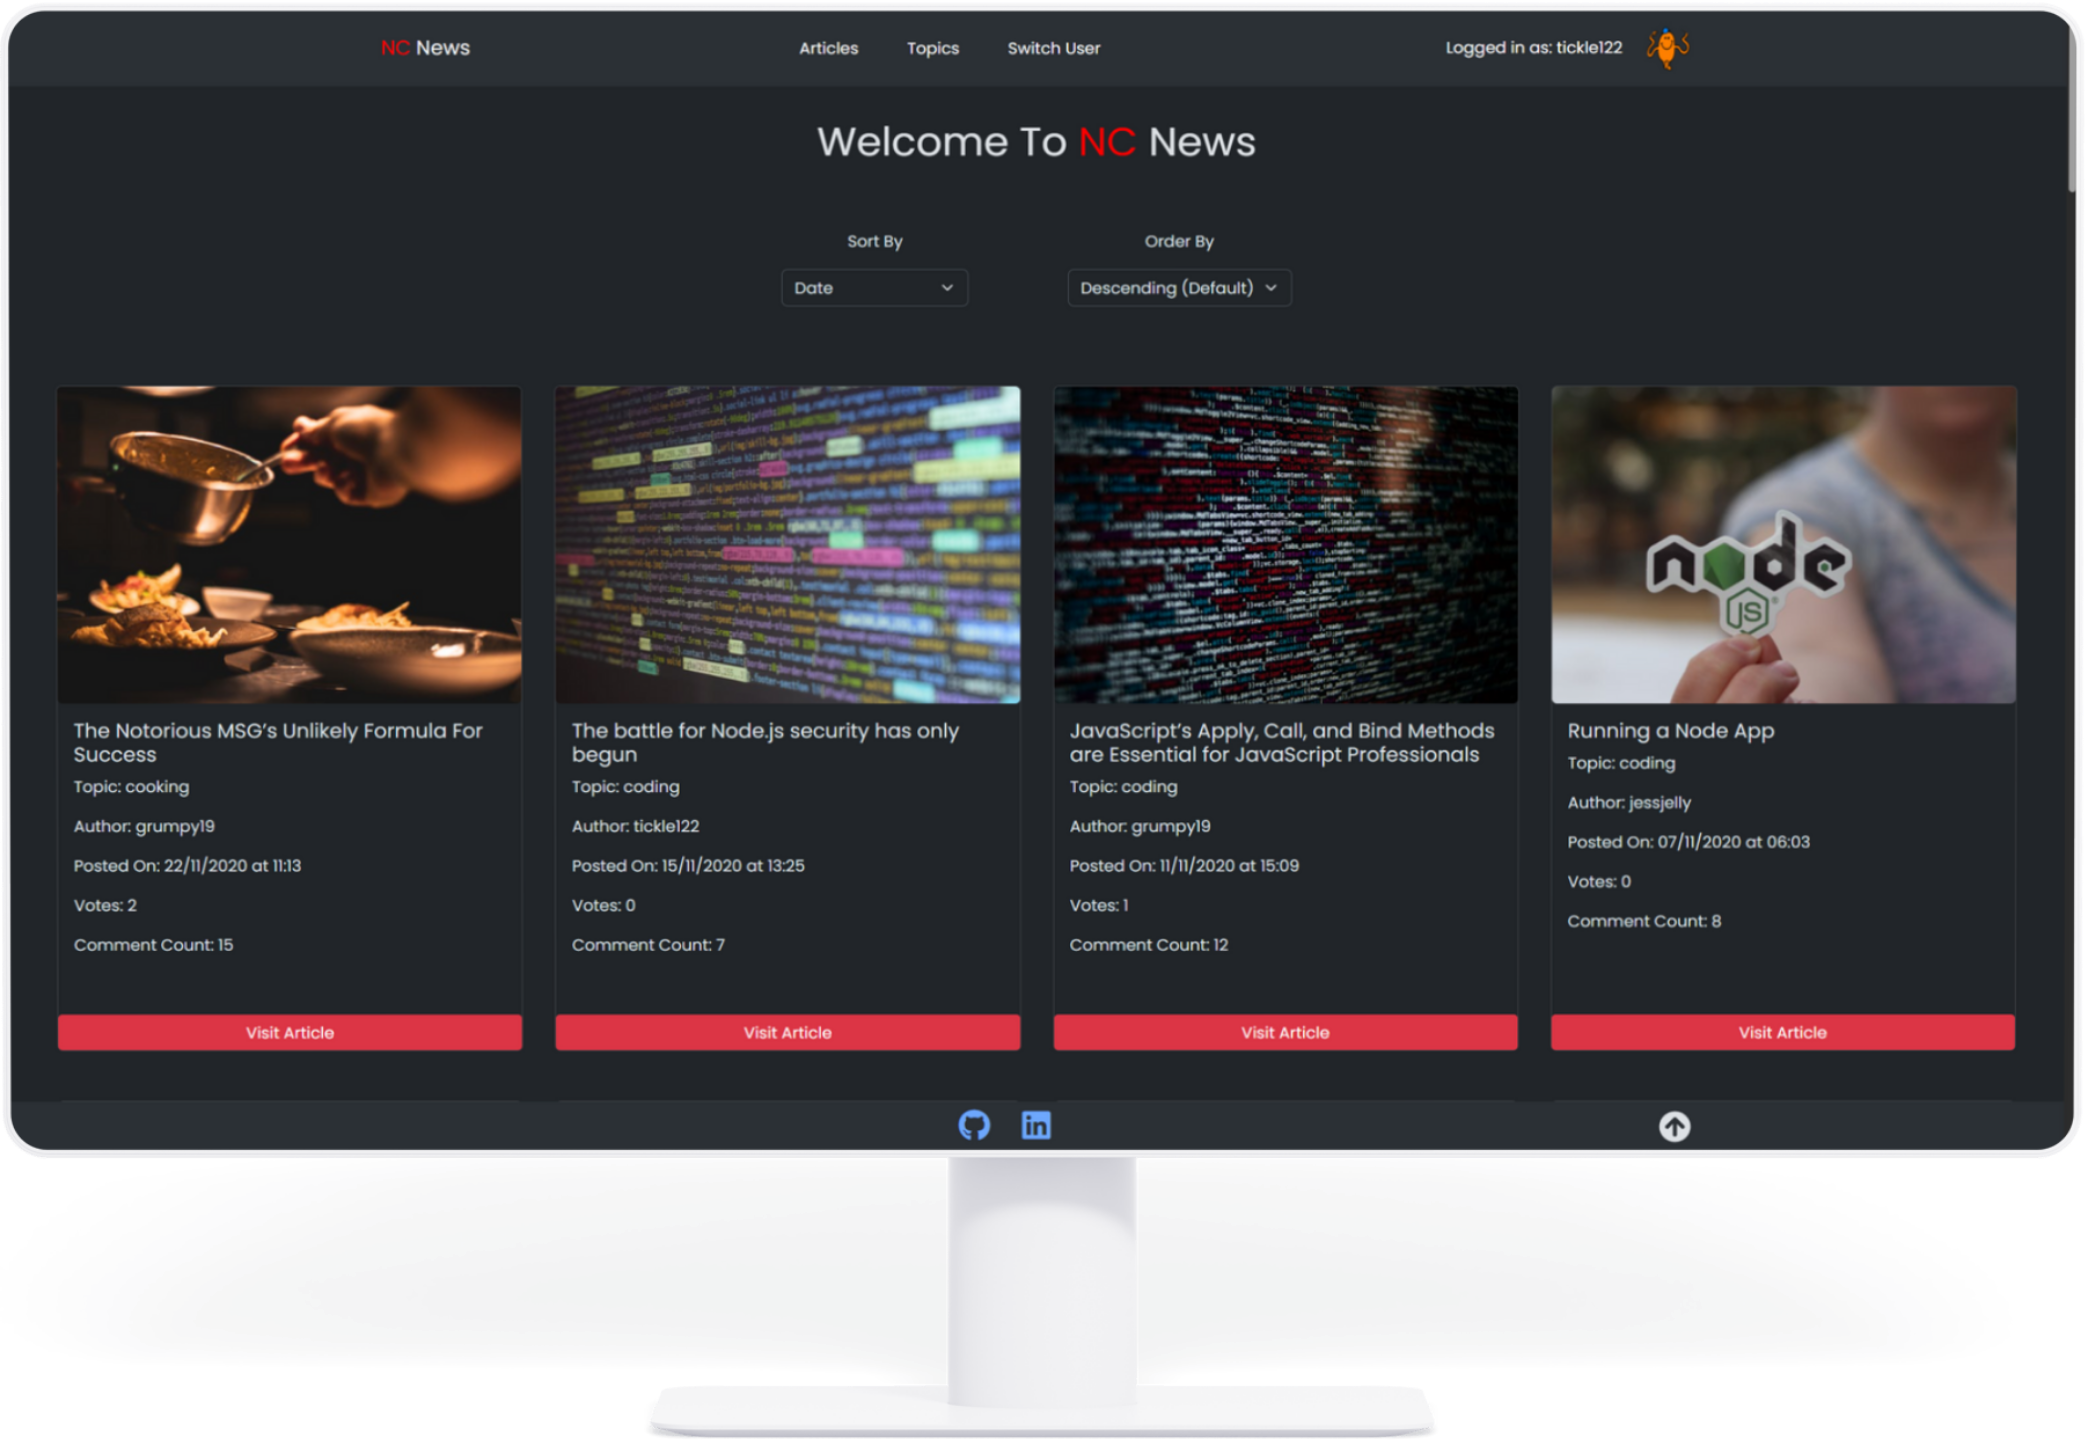 NC News
Articles
Topics
Switch User
Logged in as: tickle122
Welcome To NC News
Sort By
Order By
Date
Descending (Default)
node
JS
The Notorious MSG’s Unlikely Formula For
Success
Topic: cooking
Author: grumpy19
Posted On: 22/11/2020 at 11:13
Votes: 2
Comment Count: 15
Visit Article
The battle for Node.js security has only
begun
Topic: coding
Author: tickle122
Posted On: 15/11/2020 at 13:25
Votes: 0
Comment Count: 7
Visit Article
JavaScript’s Apply, Call, and Bind Methods
are Essential for JavaScript Professionals
Topic: coding
Author: grumpy19
Posted On: 11/11/2020 at 15:09
Votes: 1
Comment Count: 12
Visit Article
Running a Node App
Topic: coding
Author: jessjelly
Posted On: 07/11/2020 at 06:03
Votes: 0
Comment Count: 8
Visit Article
in